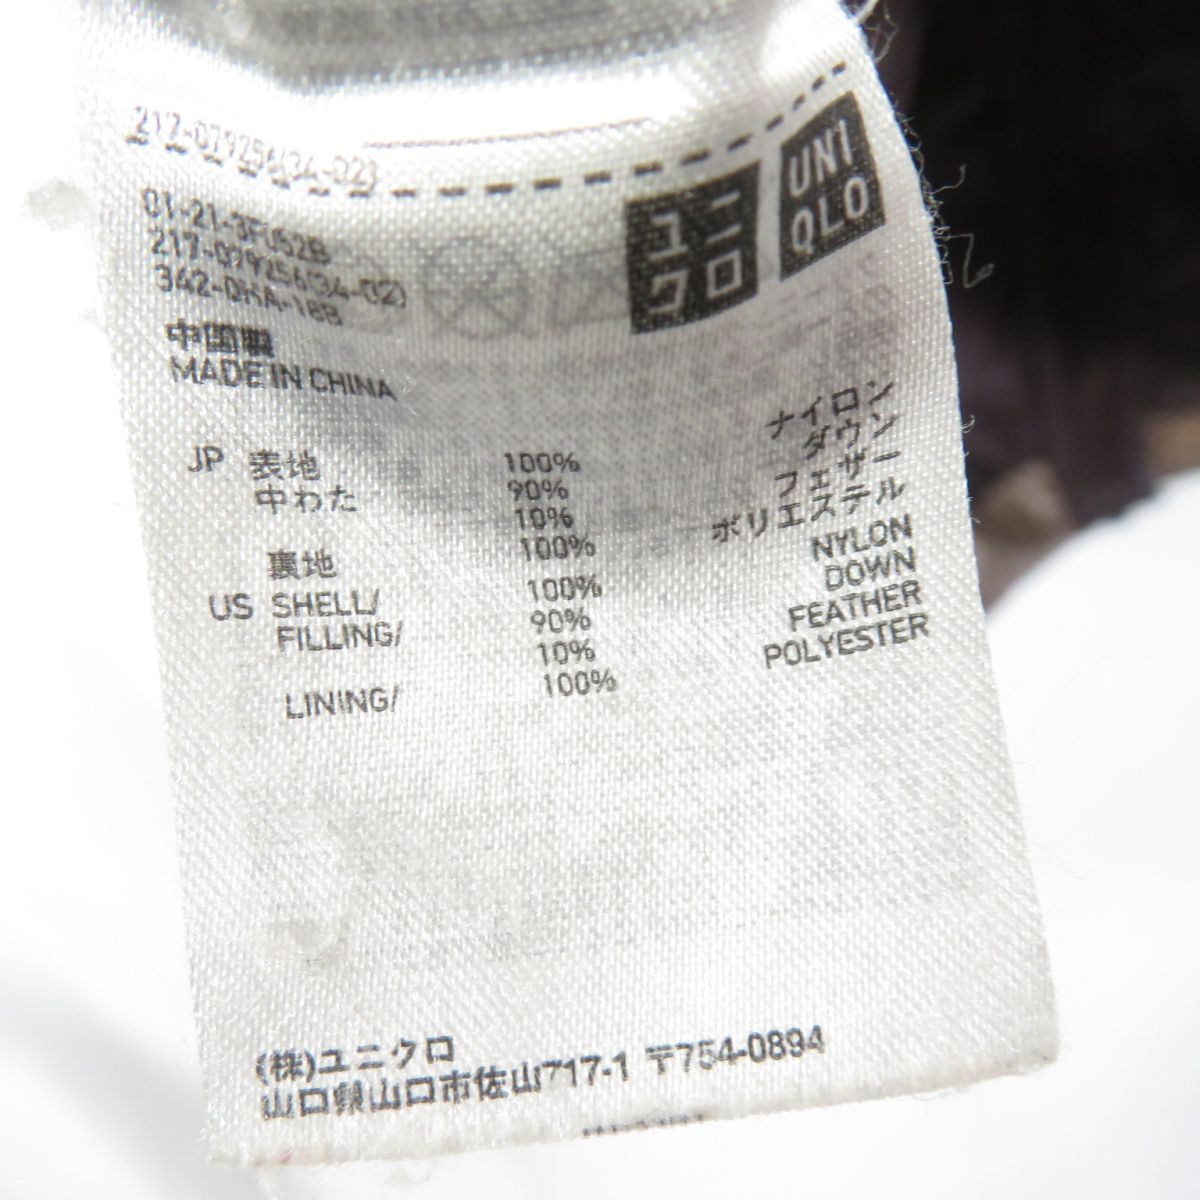 217-079256(34-02)
ユニ
クロ
UNI
QLO
01-21-3F052B
217-079256(34-02)
342-DHA-18B
中国製
MADE IN CHINA
JP 表地 100% ナイロン
中わた 90% ダウン
10% フェザー
裏地 100% ポリエステル
US SHELL/ 100% NYLON
FILLING/ 90% DOWN
10% FEATHER
LINING/ 100% POLYESTER
(株)ユニクロ
山口県山口市佐山717-1 〒754-0894